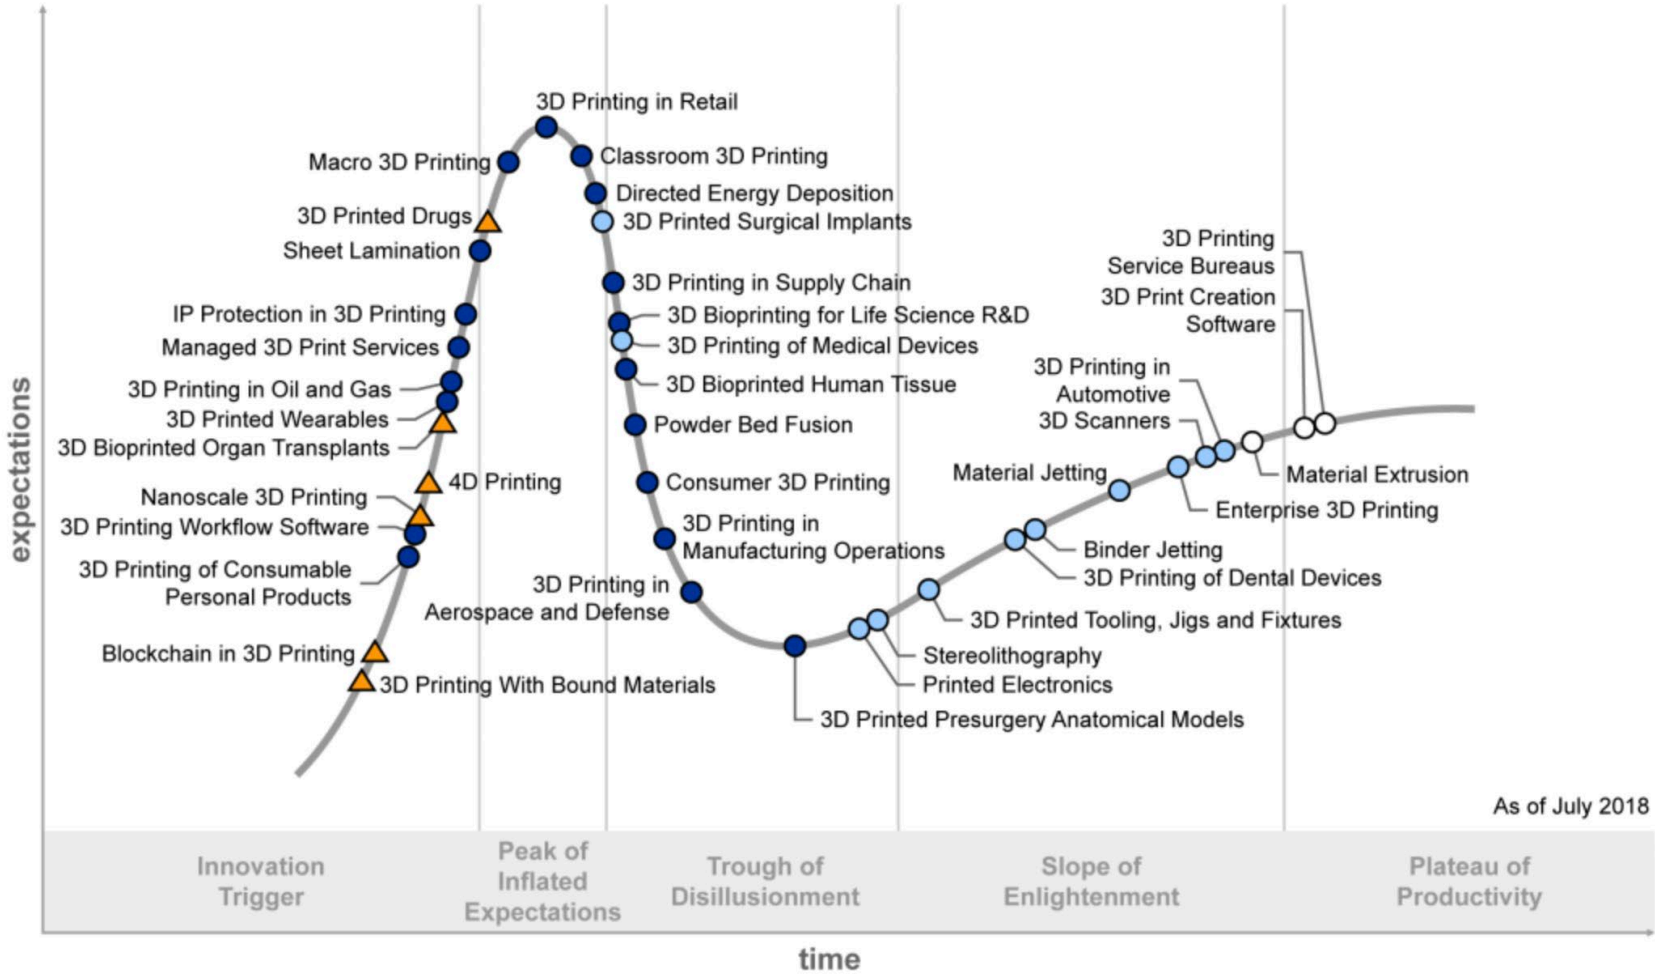 3D Printing in Retail
Macro 3D Printing
Classroom 3D Printing
Directed Energy Deposition
3D Printed Drugs
3D Printed Surgical Implants
Sheet Lamination
3D Printing
Service Bureaus
3D Printing in Supply Chain
3D Print Creation
Software
IP Protection in 3D Printing
3D Bioprinting for Life Science R&D
Managed 3D Print Services
3D Printing of Medical Devices
3D Printing in
Automotive
3D Printing in Oil and Gas
3D Bioprinted Human Tissue
3D Printed Wearables
3D Scanners
Powder Bed Fusion
3D Bioprinted Organ Transplants
Material Jetting
Material Extrusion
4D Printing
Consumer 3D Printing
Nanoscale 3D Printing
Enterprise 3D Printing
3D Printing Workflow Software
3D Printing in
Manufacturing Operations
Binder Jetting
3D Printing of Consumable
Personal Products
3D Printing of Dental Devices
3D Printing in
Aerospace and Defense
3D Printed Tooling, Jigs and Fixtures
Blockchain in 3D Printing
Stereolithography
3D Printing With Bound Materials
Printed Electronics
3D Printed Presurgery Anatomical Models
expectations
As of July 2018
Innovation
Trigger
Peak of
Inflated
Expectations
Trough of
Disillusionment
Slope of
Enlightenment
Plateau of
Productivity
time